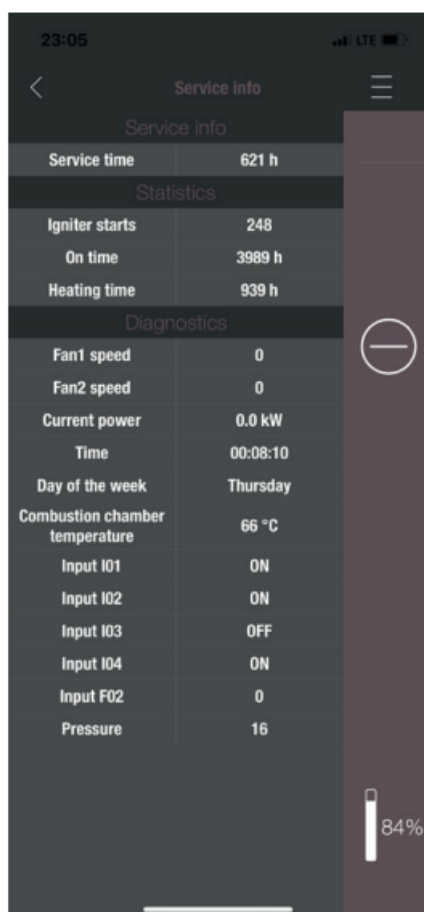 23:05 LTE
Service info
Service info
Service time 621 h
Statistics
Igniter starts 248
On time 3989 h
Heating time 939 h
Diagnostics
Fan1 speed 0
Fan2 speed 0
Current power 0.0 kW
Time 00:08:10
Day of the week Thursday
Combustion chamber
temperature 66 °C
Input I01 ON
Input I02 ON
Input I03 OFF
Input I04 ON
Input F02 0
Pressure 16
84%